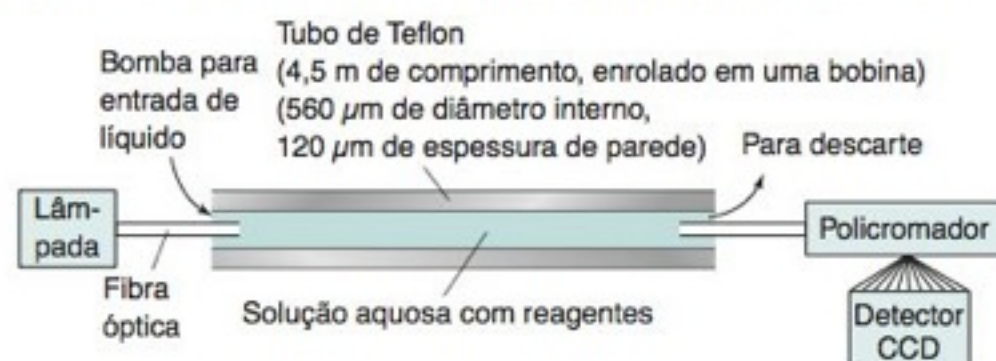 Tubo de Teflon
(4,5 m de comprimento, enrolado em uma bobina)
(560 µm de diâmetro interno,
120 µm de espessura de parede)
Bomba para
entrada de
líquido
Para descarte
Lâm-
pada
Policromador
Fibra
óptica
Solução aquosa com reagentes
Detector
CCD